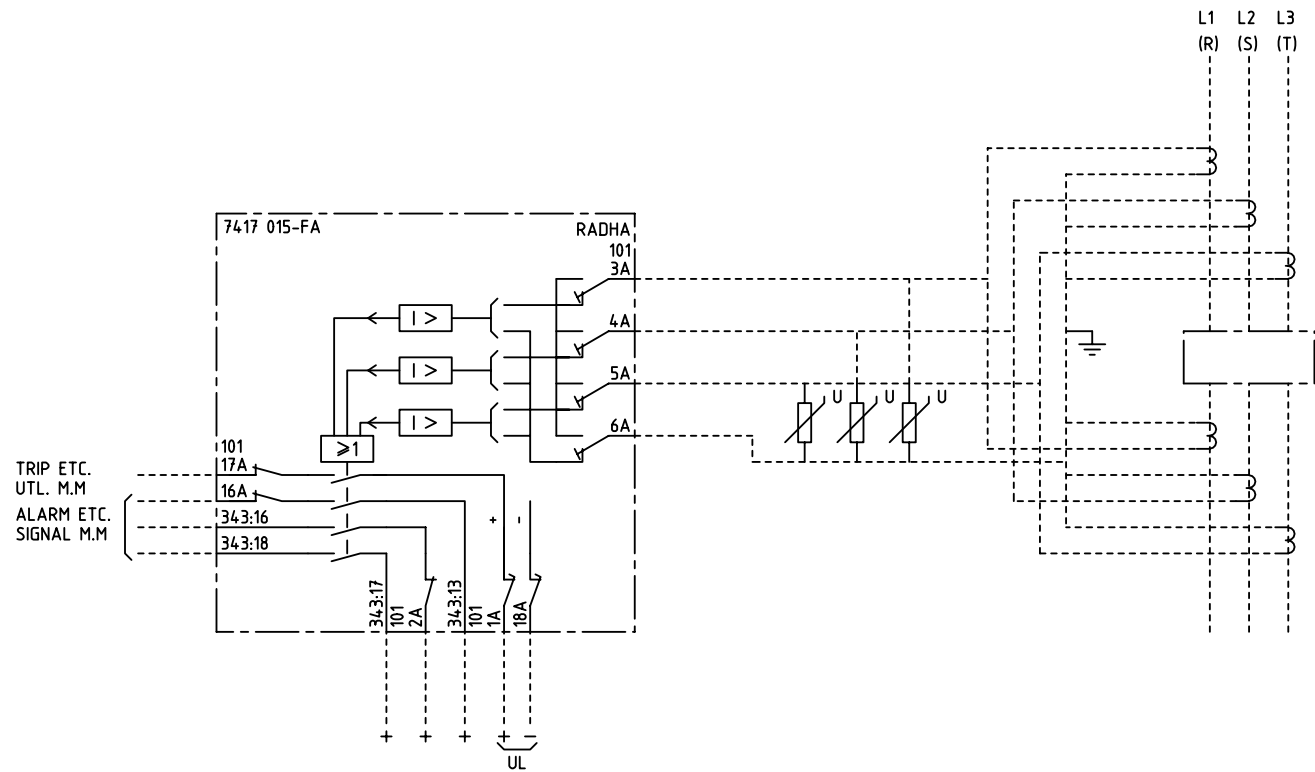 L1 L2 L3
(R) (S) (T)
7417 015-FA RADHA
101
3A
I >
4A
I >
5A
U U U
I >
6A
≥1
101
17A
TRIP ETC.
UTL. M.M
16A
ALARM ETC.
SIGNAL M.M
343:16
343:18
+ -
343:17
101
2A
343:13
101
1A
18A
+ + + + -
UL